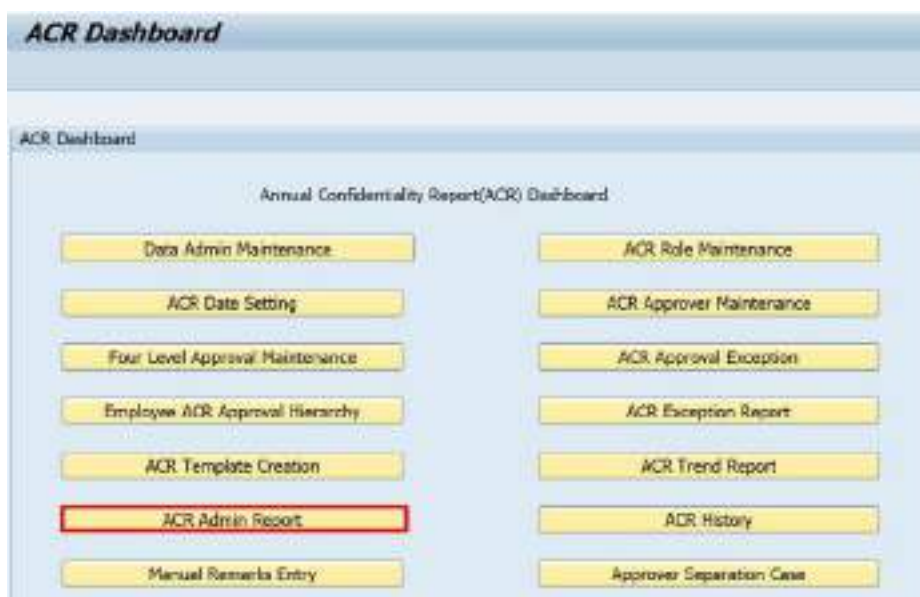 ACR Dashboard
ACR Dashboard
Annual Confidentiality Report(ACR) Dashboard
Data Admin Maintenance
ACR Role Maintenance
ACR Date Setting
ACR Approver Maintenance
Four Level Approval Maintenance
ACR Approval Exception
Employee ACR Approval Hierarchy
ACR Exception Report
ACR Template Creation
ACR Trend Report
ACR Admin Report
ACR History
Manual Remarks Entry
Approver Separation Case